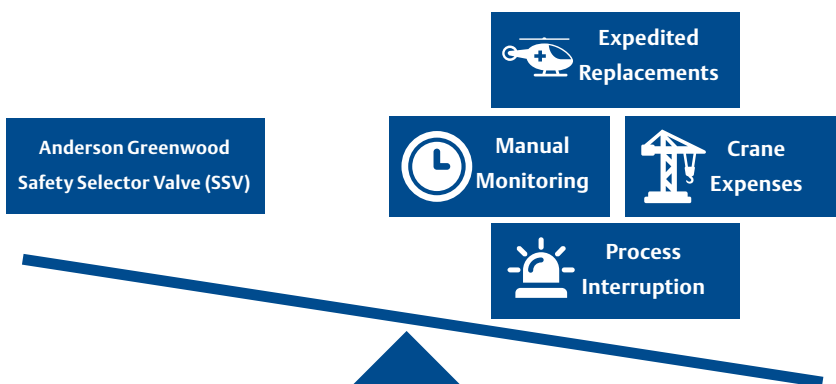 Anderson Greenwood
Safety Selector Valve (SSV)
Expedited
Replacements
Manual
Monitoring
Crane
Expenses
Process
Interruption